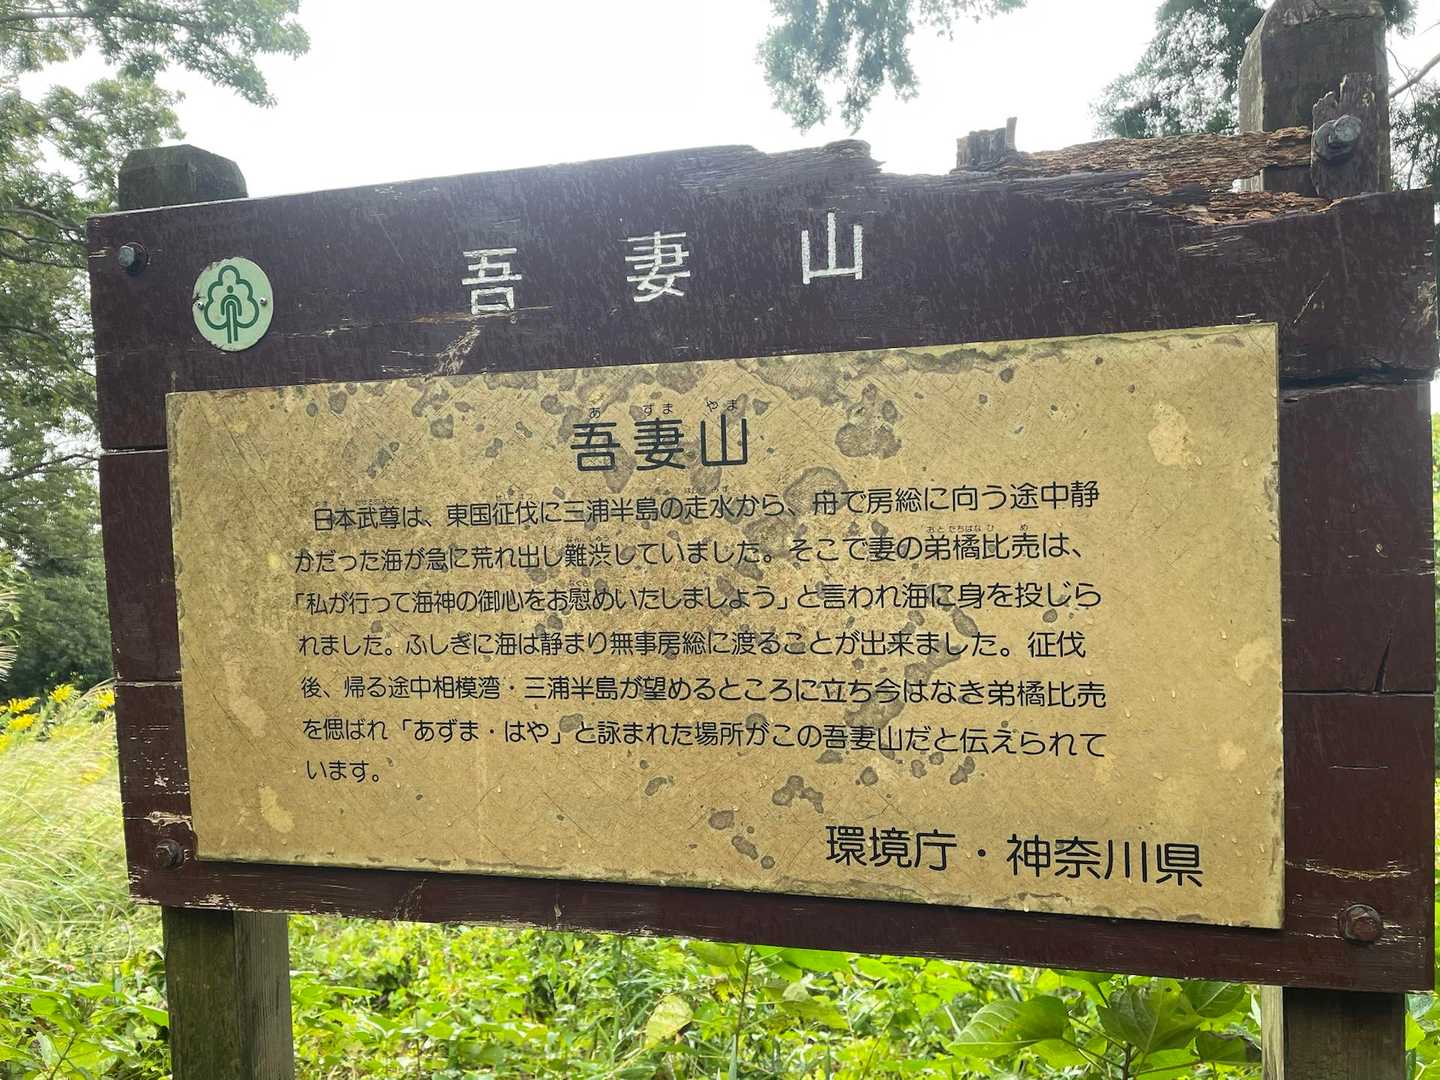 吾妻山
あずまやま
吾妻山
日本武尊は、東国征伐に三浦半島の走水から、舟で房総に向う途中静
おとたちばなひめ
かだった海が急に荒れ出し難渋していました。そこで妻の弟橘比売は、
「私が行って海神の御心をお慰めいたしましょう」と言われ海に身を投じら
れました。ふしぎに海は静まり無事房総に渡ることが出来ました。征伐
後、帰る途中相模湾・三浦半島が望めるところに立ち今はなき弟橘比売
を偲ばれ「あずま・はや」と詠まれた場所がこの吾妻山だと伝えられて
います。
環境庁・神奈川県